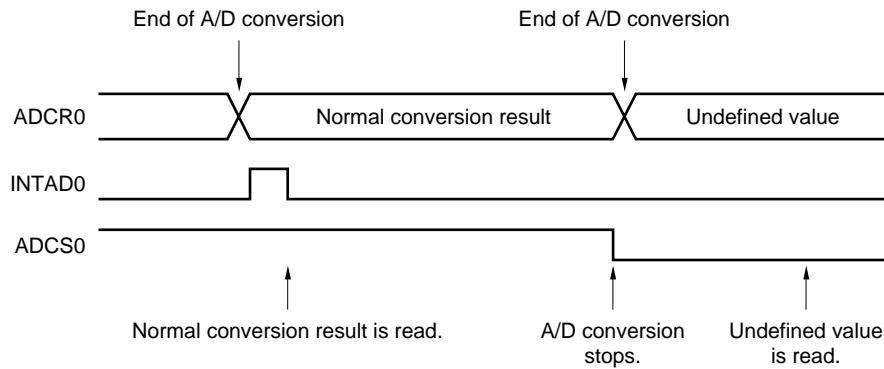 End of A/D conversion
End of A/D conversion
ADCR0
Normal conversion result
Undefined value
INTAD0
ADCS0
Normal conversion result is read.
A/D conversion
stops.
Undefined value
is read.